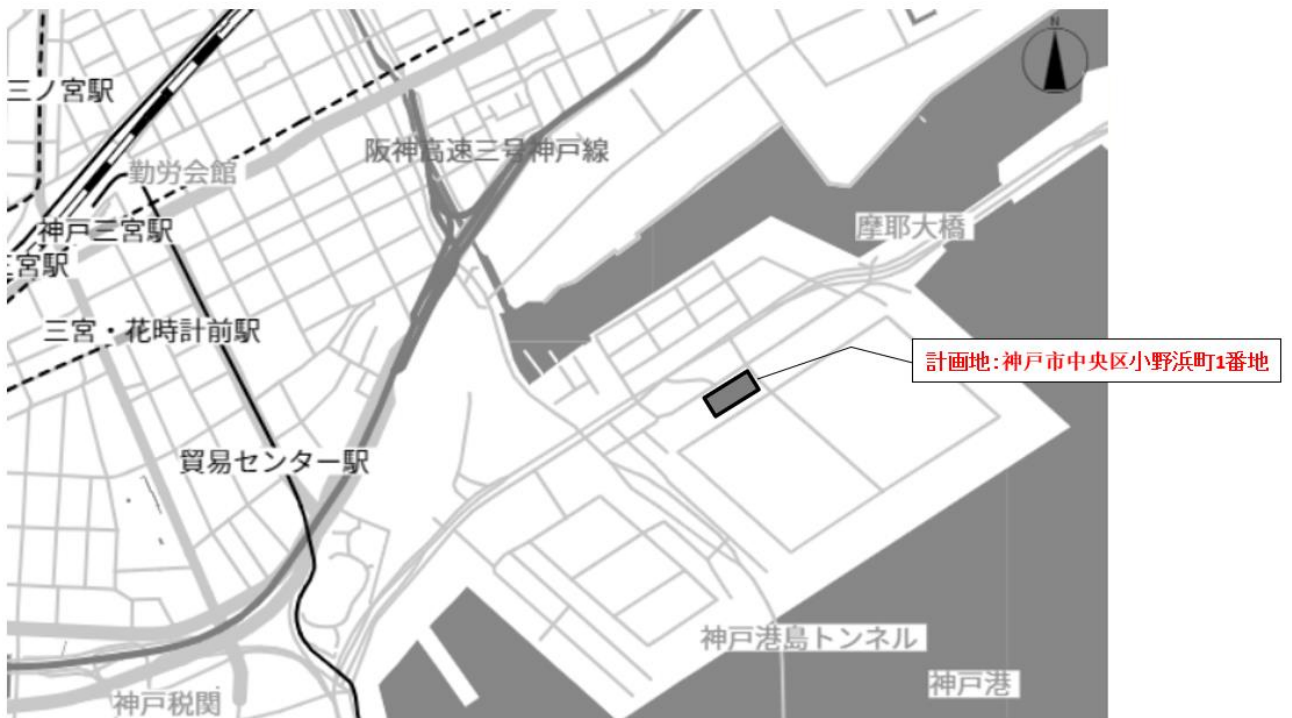 N
三ノ宮駅
阪神高速三号神戸線
勤労会館
摩耶大橋
神戸三宮駅
三宮駅
三宮・花時計前駅
計画地:神戸市中央区小野浜町1番地
貿易センター駅
神戸港島トンネル
神戸港
神戸税関